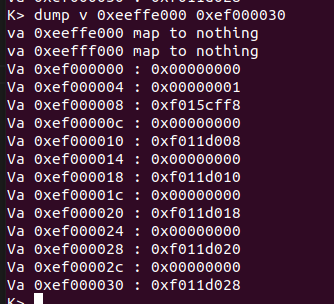 K> dump v 0xeeffe000 0xef000030
va 0xeeffe000 map to nothing
va 0xeefff000 map to nothing
Va 0xef000000 : 0x00000000
Va 0xef000004 : 0x00000001
Va 0xef000008 : 0xf015cff8
Va 0xef00000c : 0x00000000
Va 0xef000010 : 0xf011d008
Va 0xef000014 : 0x00000000
Va 0xef000018 : 0xf011d010
Va 0xef00001c : 0x00000000
Va 0xef000020 : 0xf011d018
Va 0xef000024 : 0x00000000
Va 0xef000028 : 0xf011d020
Va 0xef00002c : 0x00000000
Va 0xef000030 : 0xf011d028
K>